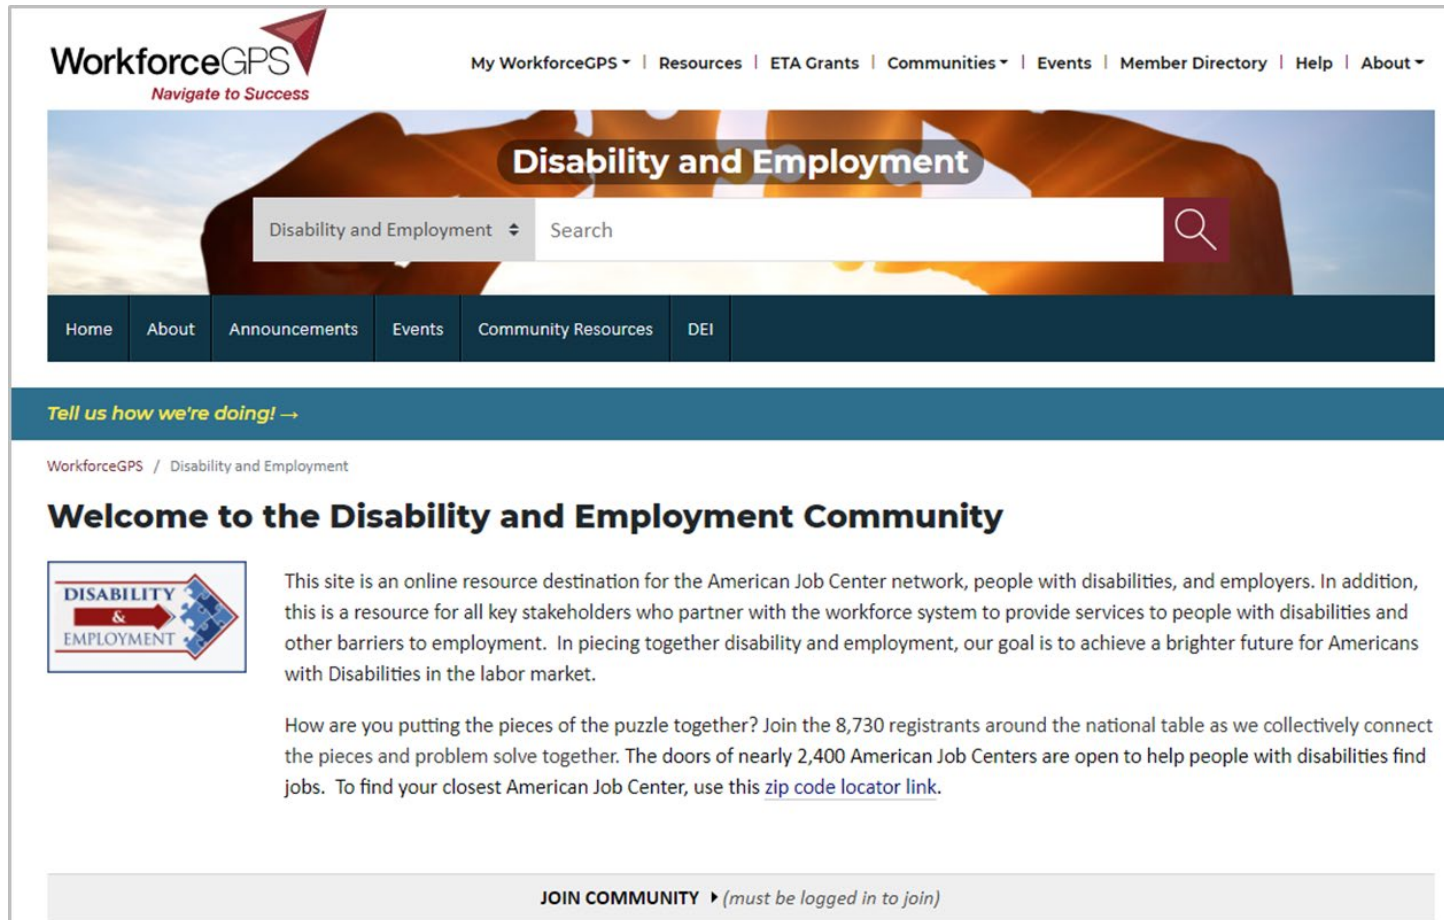 WorkforceGPS
Navigate to Success
My WorkforceGPS | Resources | ETA Grants | Communities | Events | Member Directory | Help | About
Disability and Employment
Disability and Employment Search
Home About Announcements Events Community Resources DEI
Tell us how we're doing! →
WorkforceGPS / Disability and Employment
Welcome to the Disability and Employment Community
DISABILITY
&
EMPLOYMENT
This site is an online resource destination for the American Job Center network, people with disabilities, and employers. In addition,
this is a resource for all key stakeholders who partner with the workforce system to provide services to people with disabilities and
other barriers to employment. In piecing together disability and employment, our goal is to achieve a brighter future for Americans
with Disabilities in the labor market.
How are you putting the pieces of the puzzle together? Join the 8,730 registrants around the national table as we collectively connect
the pieces and problem solve together. The doors of nearly 2,400 American Job Centers are open to help people with disabilities find
jobs. To find your closest American Job Center, use this zip code locator link.
JOIN COMMUNITY (must be logged in to join)